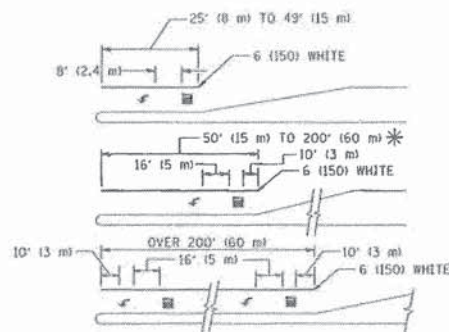 25' (8 m) TO 49' (15 m)
8' (2.4 m)
6 (150) WHITE
50' (15 m) TO 200' (60 m) *
16' (5 m)
10' (3 m)
6 (150) WHITE
OVER 200' (60 m)
10' (3 m)
16' (5 m)
10' (3 m)
6 (150) WHITE